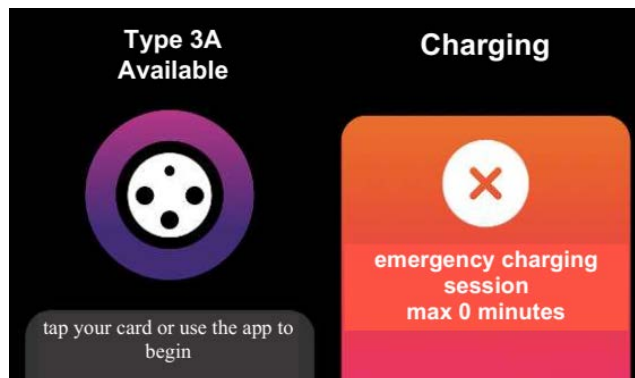 Type 3A
Available
tap your card or use the app to
begin
Charging
emergency charging
session
max 0 minutes